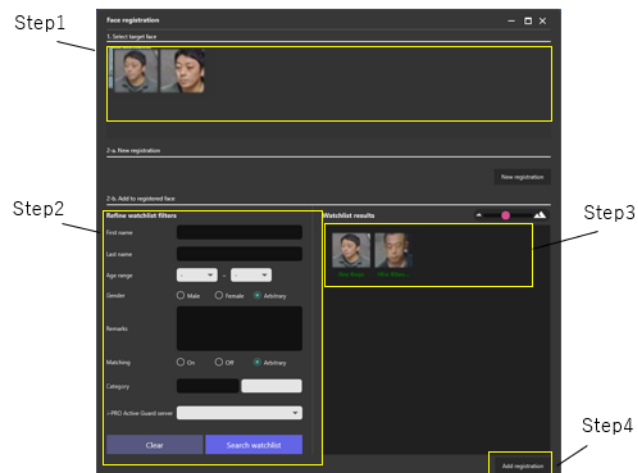 Step1
Face registration
1. Select target face
2-a. New registration
New registration
2-b. Add to registered face
Step2
Refine watchlist filters
Watchlist results
Step3
First name
Last name
Age range
- - -
Gender
Male
Female
Arbitrary
Remarks
Matching
On
Off
Arbitrary
Category
i-PRO Active Guard server
Clear
Search watchlist
Step4
Add registration